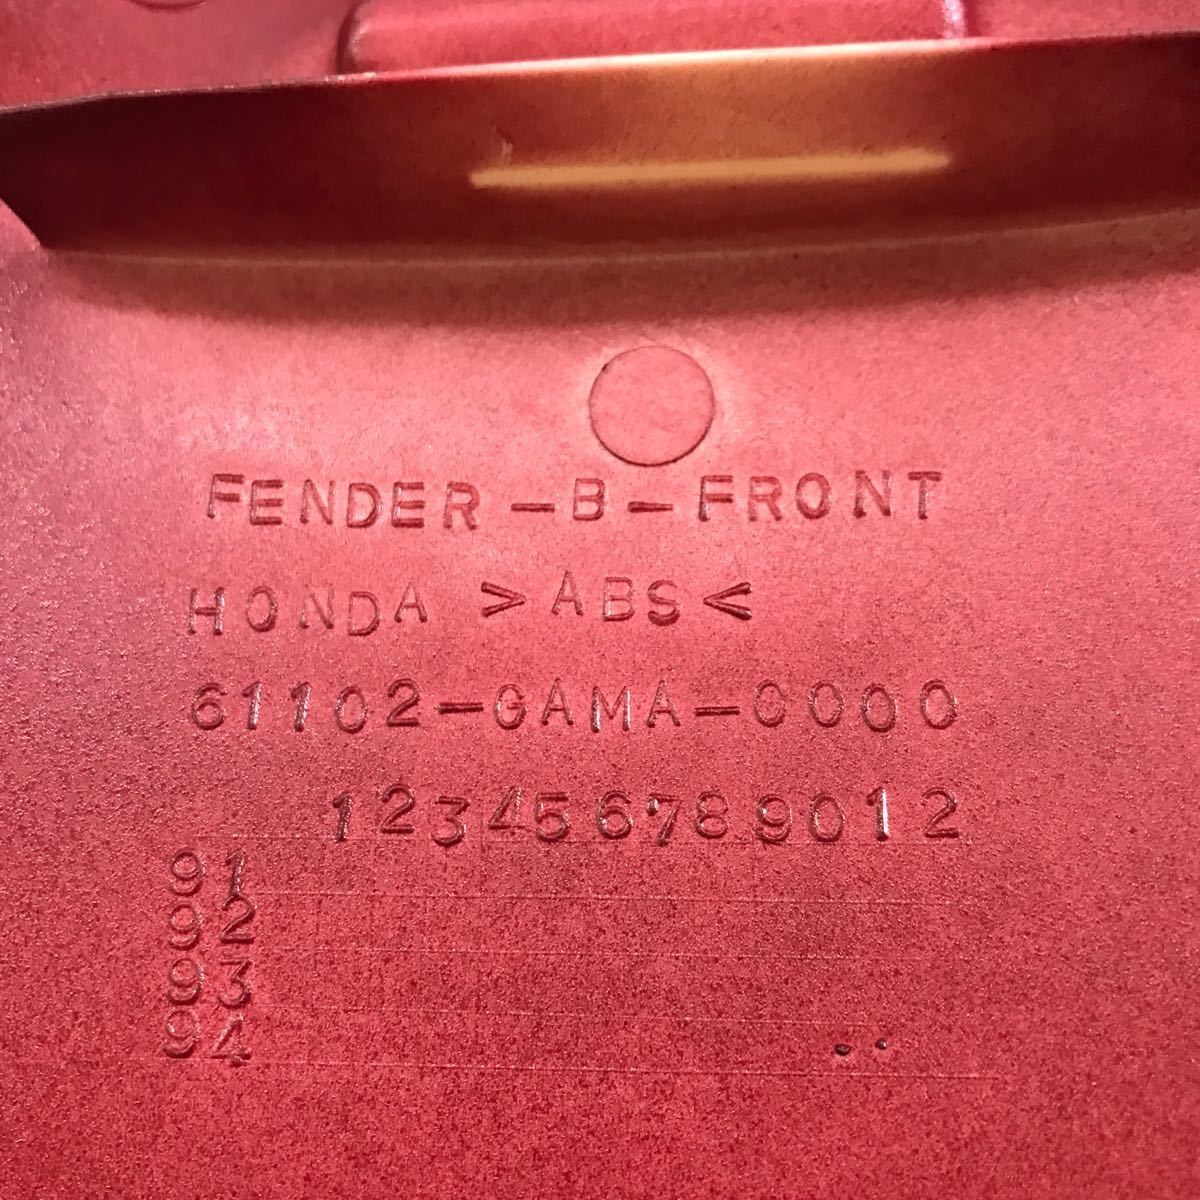 FENDER-B-FRONT
HONDA >ABS<
61102-GAMA-0000
123456789012
91
92
93
94